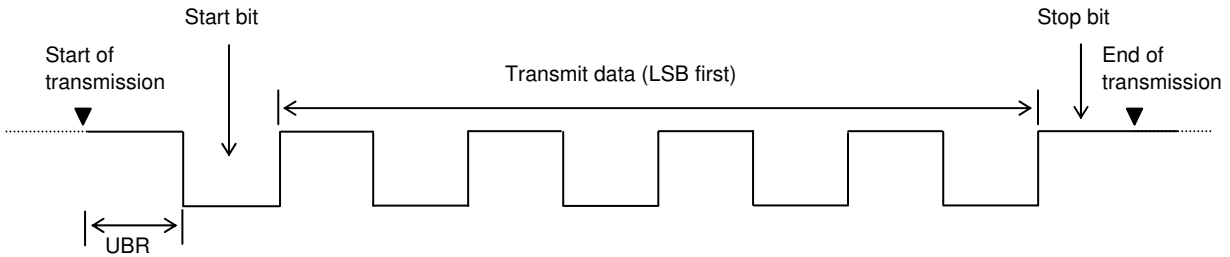 Start bit
Stop bit
Start of
transmission
Transmit data (LSB first)
End of
transmission
UBR